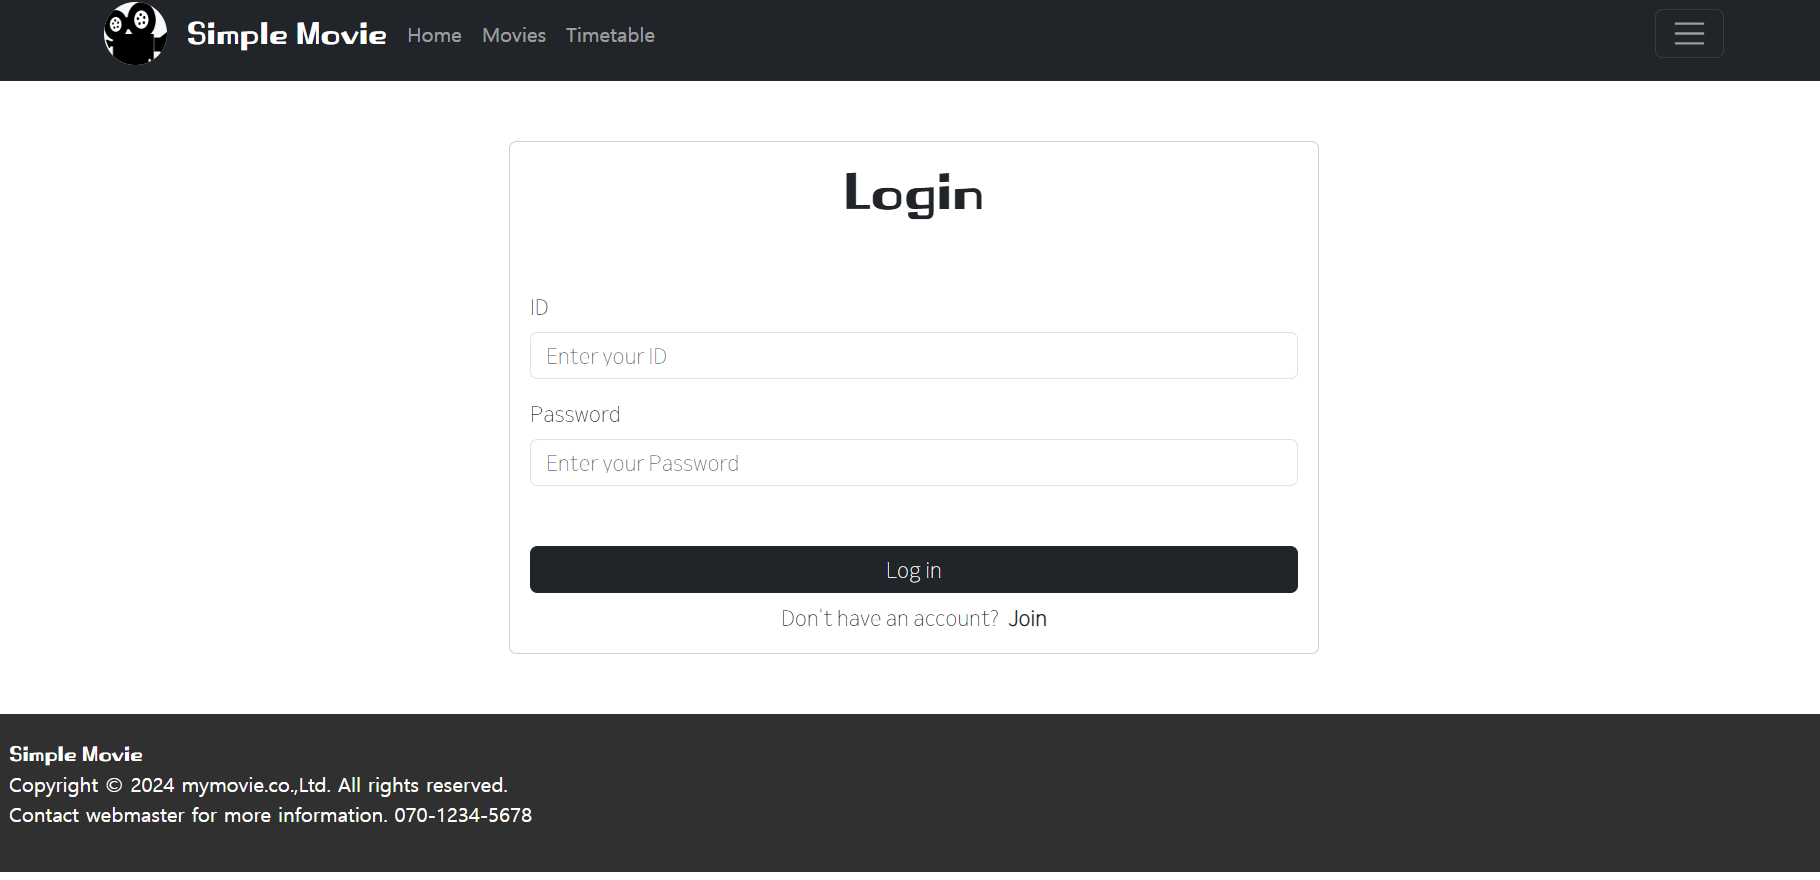 Simple Movie Home Movies Timetable
Login
ID
Enter your ID
Password
Enter your Password
Log in
Don't have an account? Join
Simple Movie
Copyright © 2024 mymovie.co.,Ltd. All rights reserved.
Contact webmaster for more information. 070-1234-5678